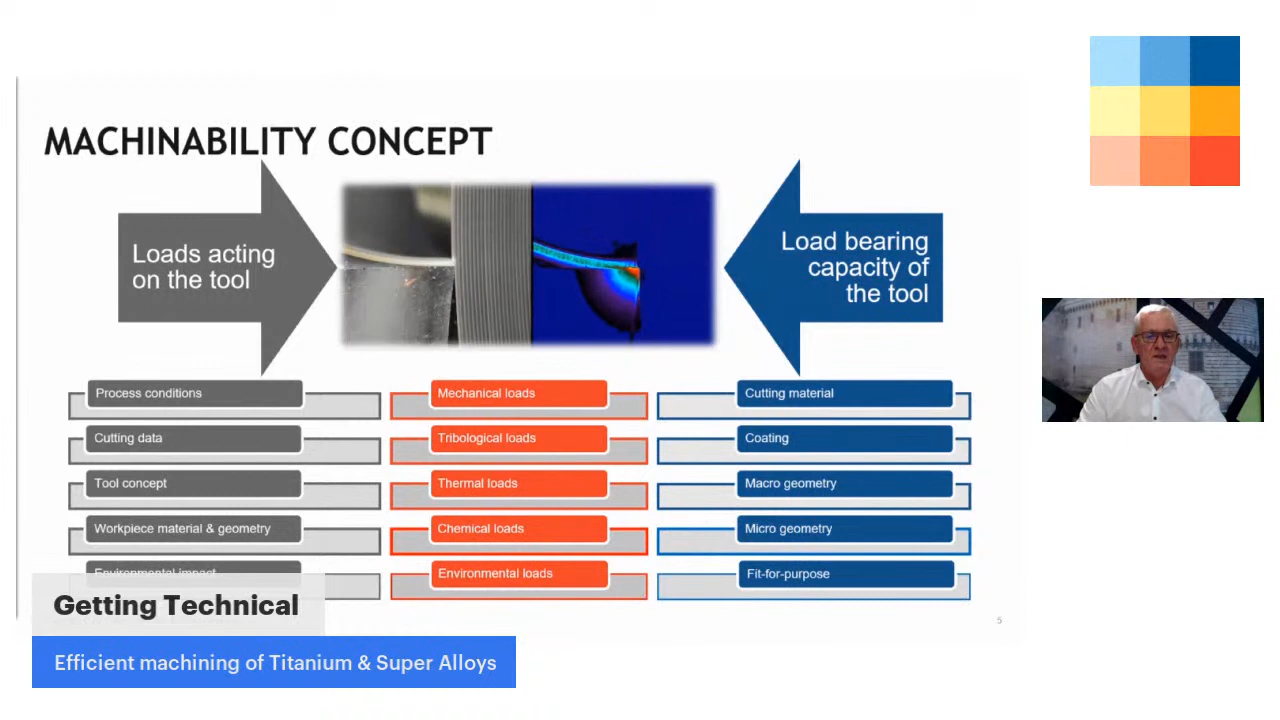 MACHINABILITY CONCEPT
Loads acting
on the tool
Load bearing
capacity of
the tool
Process conditions
Mechanical loads
Cutting material
Cutting data
Tribological loads
Coating
Tool concept
Thermal loads
Macro geometry
Workpiece material & geometry
Chemical loads
Micro geometry
Environmental impact
Environmental loads
Fit-for-purpose
Getting Technical
5
Efficient machining of Titanium & Super Alloys